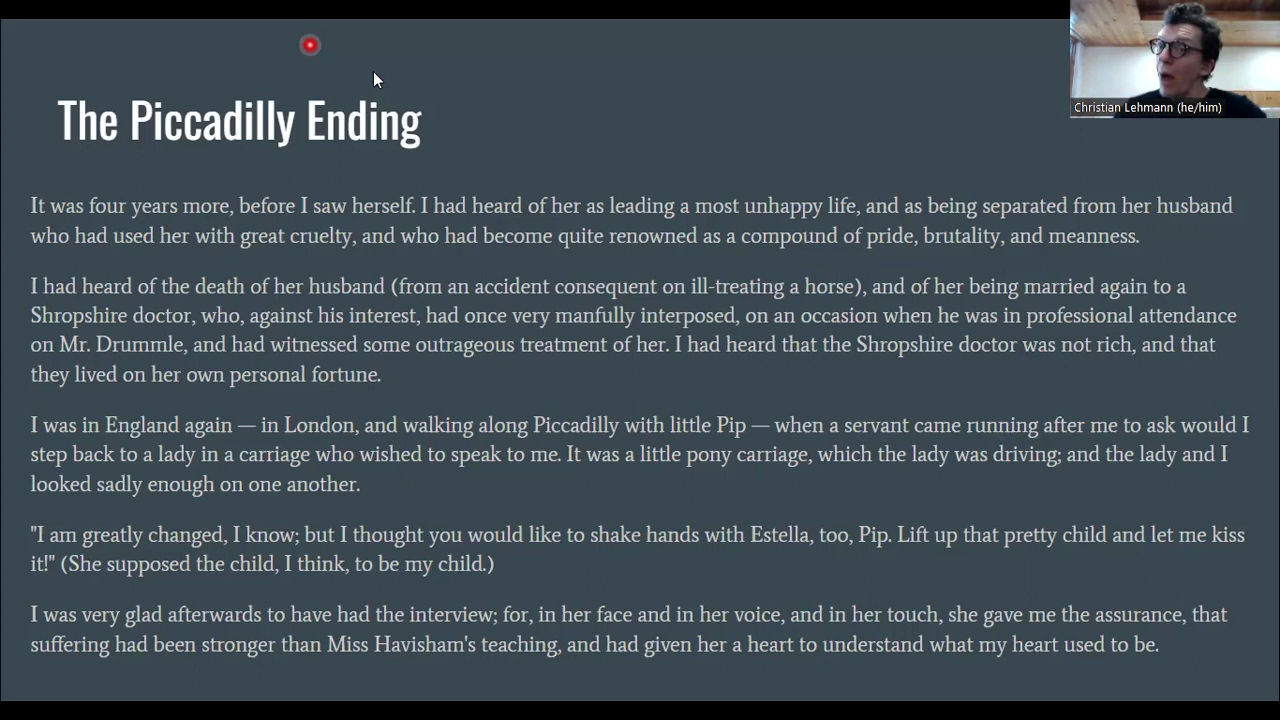 Christian Lehmann (he/him)
The Piccadilly Ending
It was four years more, before I saw herself. I had heard of her as leading a most unhappy life, and as being separated from her husband
who had used her with great cruelty, and who had become quite renowned as a compound of pride, brutality, and meanness.
I had heard of the death of her husband (from an accident consequent on ill-treating a horse), and of her being married again to a
Shropshire doctor, who, against his interest, had once very manfully interposed, on an occasion when he was in professional attendance
on Mr. Drummle, and had witnessed some outrageous treatment of her. I had heard that the Shropshire doctor was not rich, and that
they lived on her own personal fortune.
I was in England again — in London, and walking along Piccadilly with little Pip — when a servant came running after me to ask would I
step back to a lady in a carriage who wished to speak to me. It was a little pony carriage, which the lady was driving; and the lady and I
looked sadly enough on one another.
"I am greatly changed, I know; but I thought you would like to shake hands with Estella, too, Pip. Lift up that pretty child and let me kiss
it!" (She supposed the child, I think, to be my child.)
I was very glad afterwards to have had the interview; for, in her face and in her voice, and in her touch, she gave me the assurance, that
suffering had been stronger than Miss Havisham's teaching, and had given her a heart to understand what my heart used to be.